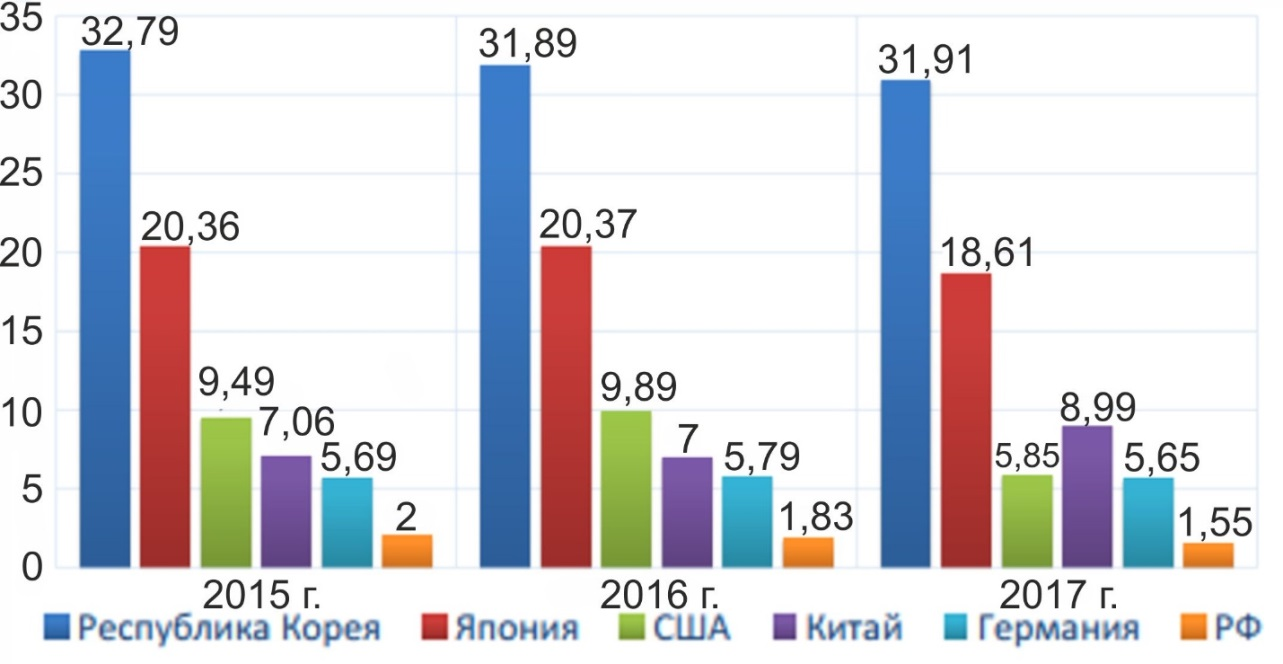 35
32,79
31,89
31,91
30
25
20,36
20,37
18,61
20
15
9,49
9,89
8,99
10
7,06
7
5,85
5,69
5,79
5,65
5
2
1,83
1,55
0
2015 г.
2016 г.
2017 г.
Республика Корея
Япония
США
Китай
Германия
РФ